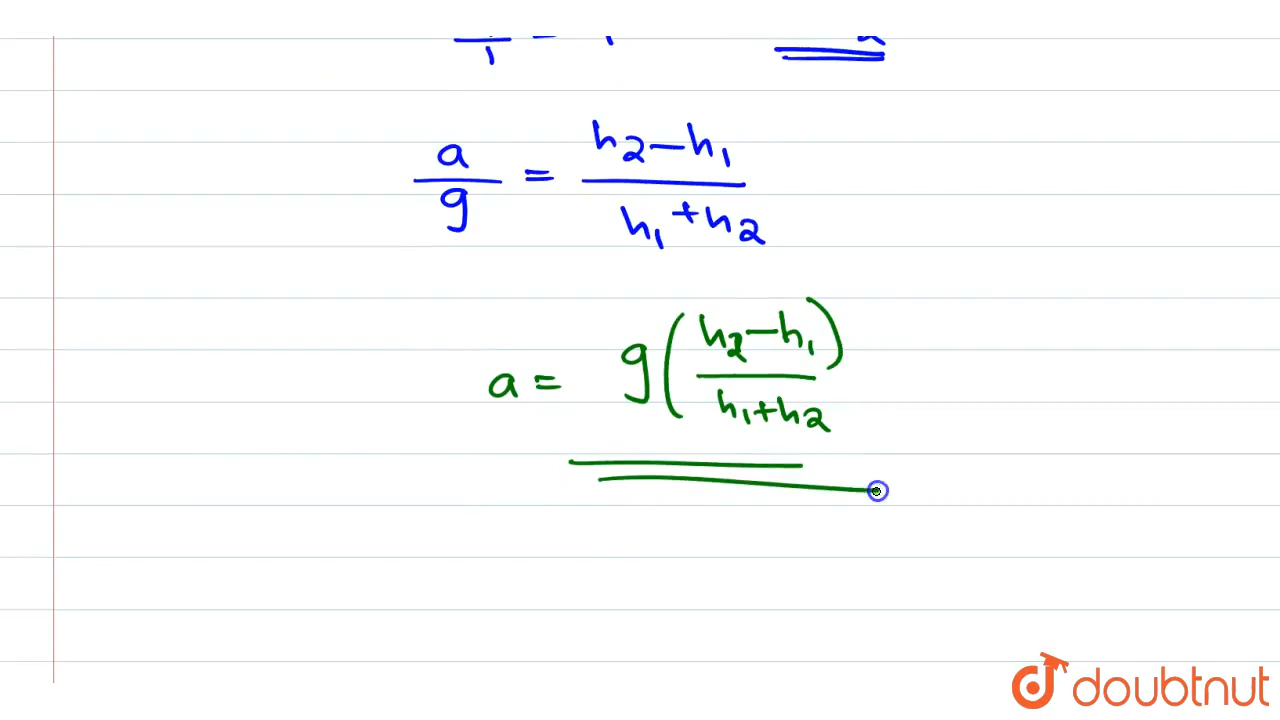 a/g = (h2 - h1)/(h1 + h2)
a = g((h2 - h1)/(h1 + h2))
doubtnut